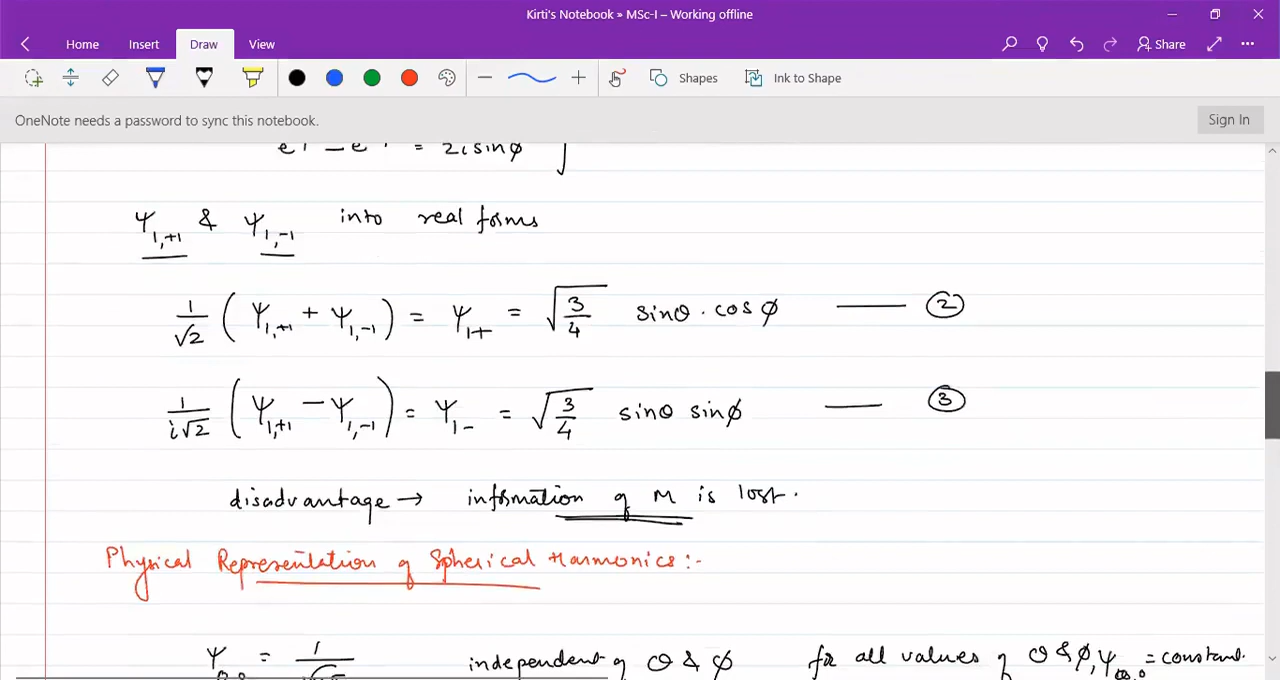 Kirti's Notebook » MSc-I – Working offline
Home Insert Draw View Share
Shapes Ink to Shape
OneNote needs a password to sync this notebook. Sign In
= 2i sinϕ
Ψ1,+1 & Ψ1,-1 into real forms
1/√2 (Ψ1,+1 + Ψ1,-1) = Ψ1+ = √3/4 sinθ · cosϕ —— ②
1/i√2 (Ψ1,+1 − Ψ1,-1) = Ψ1- = √3/4 sinθ sinϕ —— ③
disadvantage → information of M is lost.
Physical Representation of Spherical Harmonics:-
Ψ0,0 = 1 independent of θ & ϕ for all values of θ & ϕ, Ψ0,0 = constant.